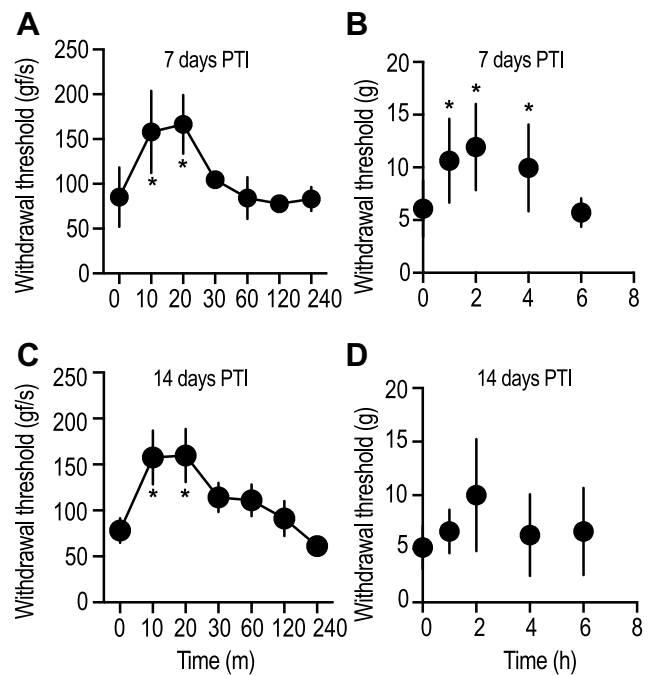 A
7 days PTI
Withdrawal threshold (gf/s)
250
200
150
100
50
0
*
*
0 10 20 30 60 120 240
B
7 days PTI
Withdrawal threshold (g)
20
15
10
5
0
* * *
0 2 4 6 8
C
14 days PTI
Withdrawal threshold (gf/s)
250
200
150
100
50
0
* *
0 10 20 30 60 120 240
Time (m)
D
14 days PTI
Withdrawal threshold (g)
20
15
10
5
0
0 2 4 6 8
Time (h)